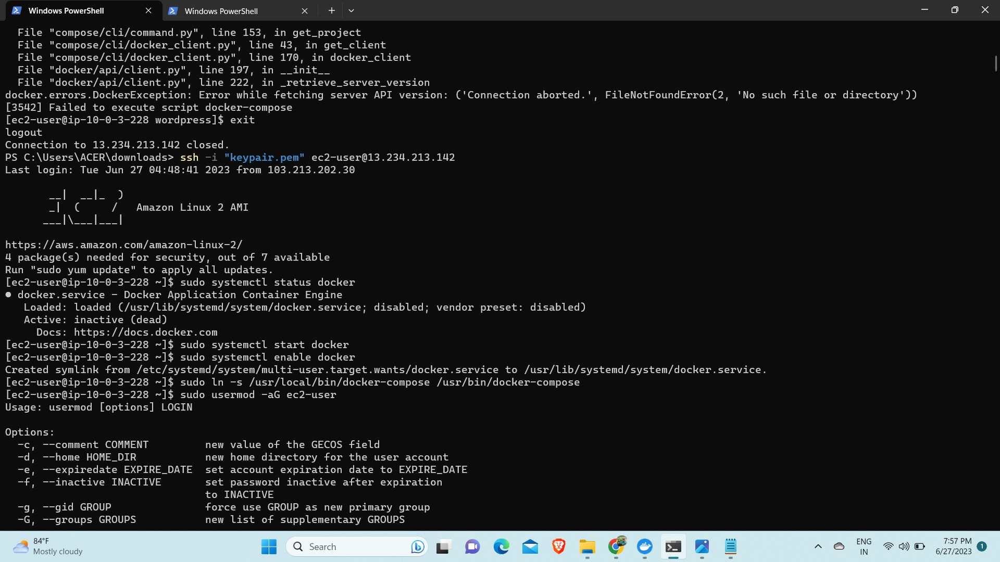 Windows PowerShell
Windows PowerShell
  File "compose/cli/command.py", line 153, in get_project
  File "compose/cli/docker_client.py", line 43, in get_client
  File "compose/cli/docker_client.py", line 170, in docker_client
  File "docker/api/client.py", line 197, in __init__
  File "docker/api/client.py", line 222, in _retrieve_server_version
docker.errors.DockerException: Error while fetching server API version: ('Connection aborted.', FileNotFoundError(2, 'No such file or directory'))
[3542] Failed to execute script docker-compose
[ec2-user@ip-10-0-3-228 wordpress]$ exit
logout
Connection to 13.234.213.142 closed.
PS C:\Users\ACER\downloads> ssh -i "keypair.pem" ec2-user@13.234.213.142
Last login: Tue Jun 27 04:48:41 2023 from 103.213.202.30

       __|  __|_  )
       _|  (     /   Amazon Linux 2 AMI
      ___|\___|___|

https://aws.amazon.com/amazon-linux-2/
4 package(s) needed for security, out of 7 available
Run "sudo yum update" to apply all updates.
[ec2-user@ip-10-0-3-228 ~]$ sudo systemctl status docker
● docker.service - Docker Application Container Engine
   Loaded: loaded (/usr/lib/systemd/system/docker.service; disabled; vendor preset: disabled)
   Active: inactive (dead)
     Docs: https://docs.docker.com
[ec2-user@ip-10-0-3-228 ~]$ sudo systemctl start docker
[ec2-user@ip-10-0-3-228 ~]$ sudo systemctl enable docker
Created symlink from /etc/systemd/system/multi-user.target.wants/docker.service to /usr/lib/systemd/system/docker.service.
[ec2-user@ip-10-0-3-228 ~]$ sudo ln -s /usr/local/bin/docker-compose /usr/bin/docker-compose
[ec2-user@ip-10-0-3-228 ~]$ sudo usermod -aG ec2-user
Usage: usermod [options] LOGIN

Options:
  -c, --comment COMMENT         new value of the GECOS field
  -d, --home HOME_DIR           new home directory for the user account
  -e, --expiredate EXPIRE_DATE  set account expiration date to EXPIRE_DATE
  -f, --inactive INACTIVE       set password inactive after expiration
                                to INACTIVE
  -g, --gid GROUP               force use GROUP as new primary group
  -G, --groups GROUPS           new list of supplementary GROUPS
84°F
Mostly cloudy
Search
ENG
IN
7:57 PM
6/27/2023
1